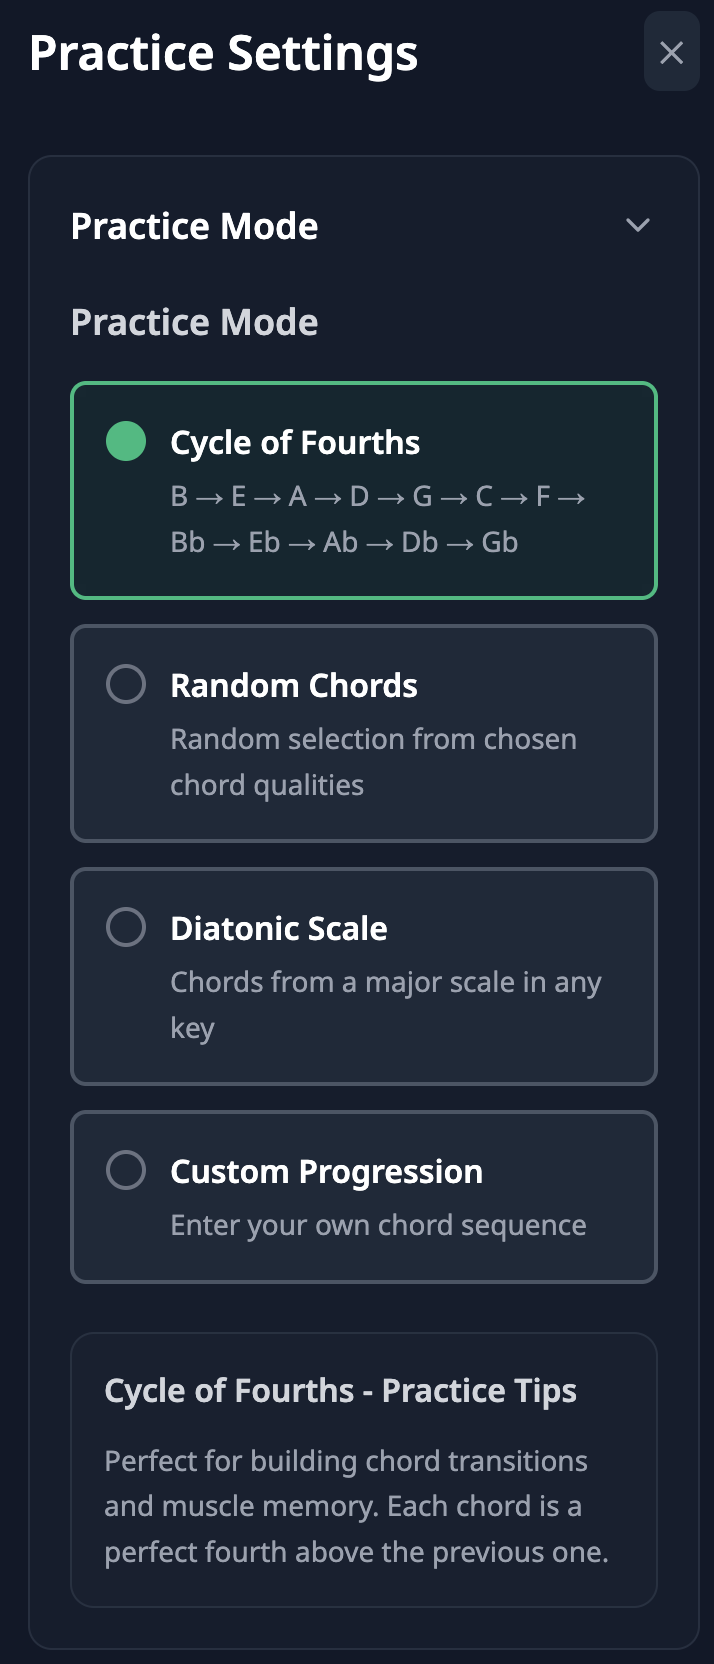 Practice Settings
Practice Mode
Practice Mode
Cycle of Fourths
B → E → A → D → G → C → F →
Bb → Eb → Ab → Db → Gb
Random Chords
Random selection from chosen
chord qualities
Diatonic Scale
Chords from a major scale in any
key
Custom Progression
Enter your own chord sequence
Cycle of Fourths - Practice Tips
Perfect for building chord transitions
and muscle memory. Each chord is a
perfect fourth above the previous one.